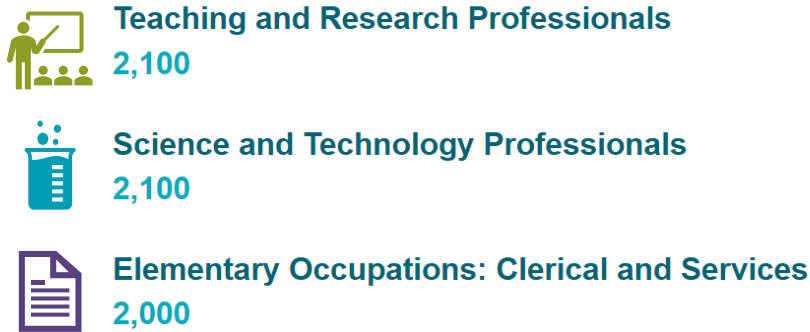 Teaching and Research Professionals
2,100
Science and Technology Professionals
2,100
Elementary Occupations: Clerical and Services
2,000